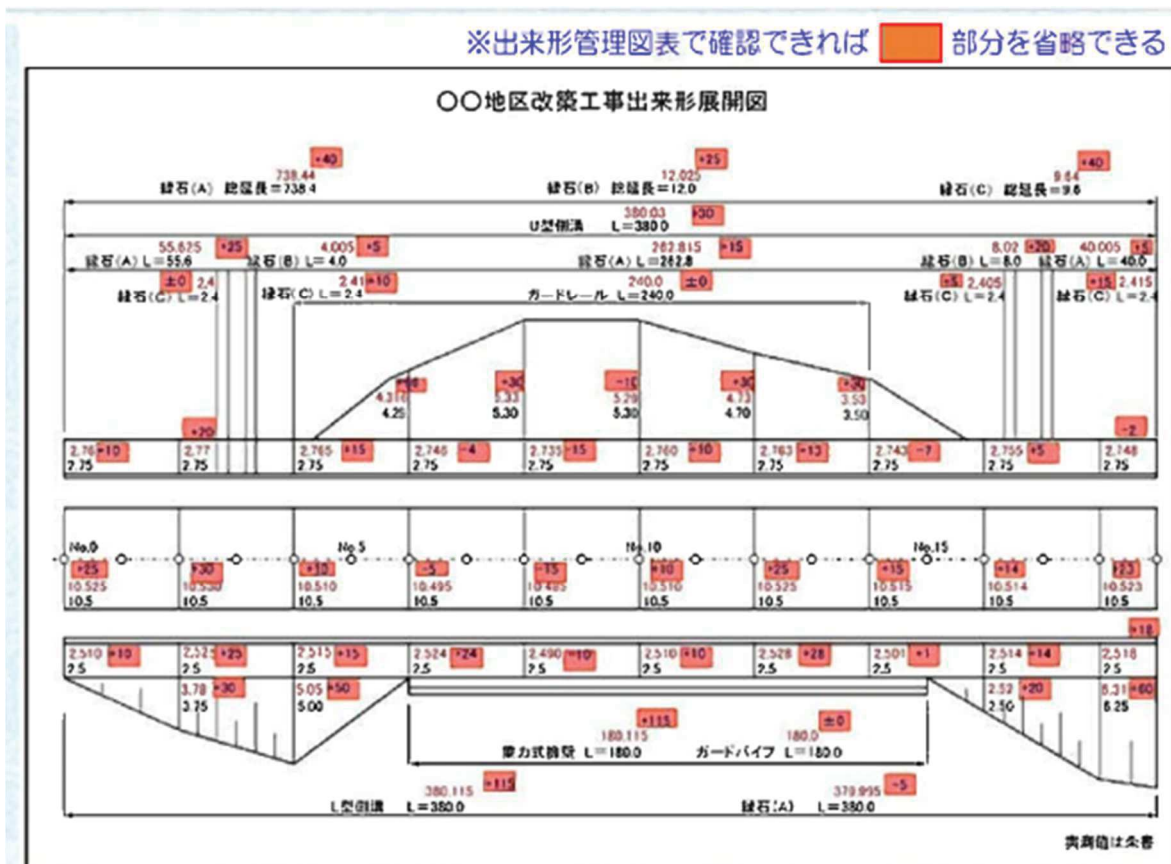 ※出来形管理図表で確認できれば 部分を省略できる
〇〇地区改築工事出来形展開図
+40 +25 +40
738.44 12.025 9.64
縁石(A) 総延長=738.4 縁石(B) 総延長=12.0 縁石(C) 総延長=9.6
380.03 +30
U型側溝 L=380.0
55.625 +25 4.005 +5 262.815 +15 8.02 +20 40.005 +5
縁石(A) L=55.6 縁石(B) L=4.0 縁石(A) L=262.8 縁石(B) L=8.0 縁石(A) L=40.0
±0 2.4 2.41 +10 240.0 ±0 +5 2.405 +15 2.415
縁石(C) L=2.4 縁石(C) L=2.4 ガードレール L=240.0 縁石(C) L=2.4 縁石(C) L=2.4
+30 -10 +30 +30
4.316 5.33 5.29 4.73 3.53
4.25 5.30 5.30 4.70 3.50
+20 -2
2.76 +10 2.77 2.765 +15 2.746 -4 2.735 -15 2.760 +10 2.763 +13 2.743 -7 2.755 +5 2.748
2.75 2.75 2.75 2.75 2.75 2.75 2.75 2.75 2.75 2.75
No.0 No.5 No.10 No.15
+25 +30 +10 -5 -15 +10 +25 +15 +14 +23
10.525 10.530 10.510 10.495 10.485 10.510 10.525 10.515 10.514 10.523
10.5 10.5 10.5 10.5 10.5 10.5 10.5 10.5 10.5 10.5
+18
2.510 +10 2.525 +25 2.515 +15 2.524 +24 2.490 -10 2.510 +10 2.528 +28 2.501 +1 2.514 +14 2.518
2.5 2.5 2.5 2.5 2.5 2.5 2.5 2.5 2.5 2.5
3.78 +30 5.05 +50 2.52 +20 6.31 +60
3.75 5.00 2.50 6.25
+115 ±0
180.115 180.0
重力式擁壁 L=180.0 ガードパイプ L=180.0
380.115 +115 379.995 -5
L型側溝 L=380.0 縁石(A) L=380.0
実測値は朱書